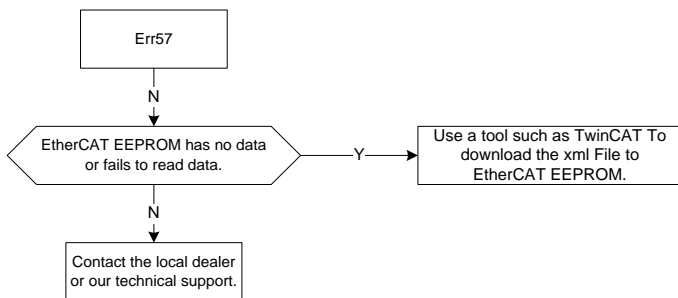 Err57
N
EtherCAT EEPROM has no data
or fails to read data.
Y
Use a tool such as TwinCAT To
download the xml File to
EtherCAT EEPROM.
N
Contact the local dealer
or our technical support.